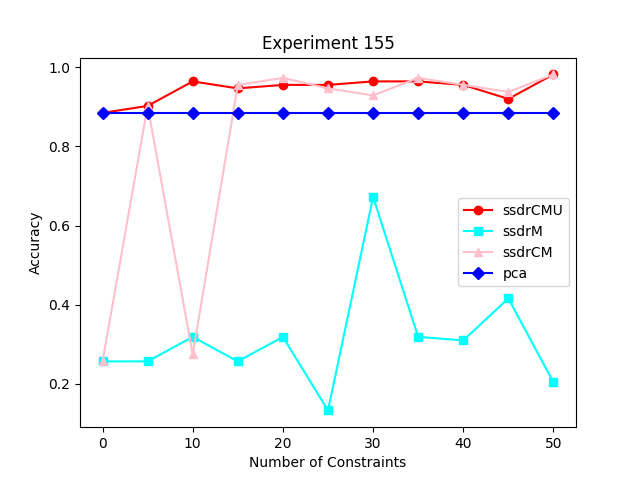 Experiment 155
Accuracy
1.0
0.8
0.6
0.4
0.2
ssdrCMU
ssdrM
ssdrCM
pca
0 10 20 30 40 50
Number of Constraints